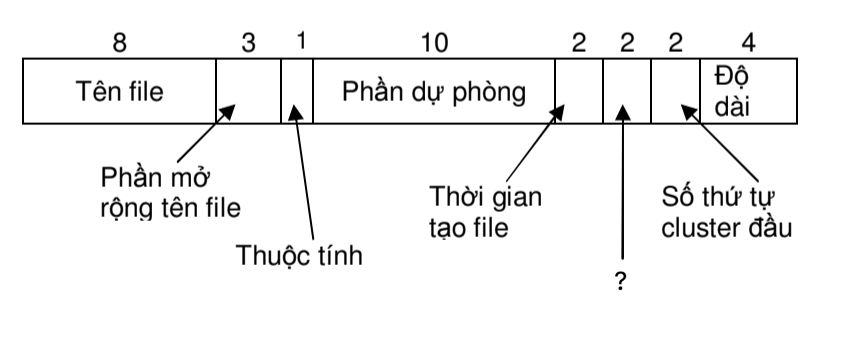 8 3 1 10 2 2 2 4
Tên file
Phần dự phòng
Độ
dài
Phần mở
rộng tên file
Thuộc tính
Thời gian
tạo file
?
Số thứ tự
cluster đầu